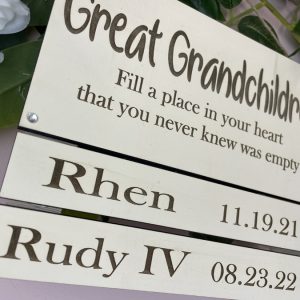 Great Grandchildre
Fill a place in your heart
that you never knew was empty
Rhen 11.19.21
Rudy IV 08.23.22